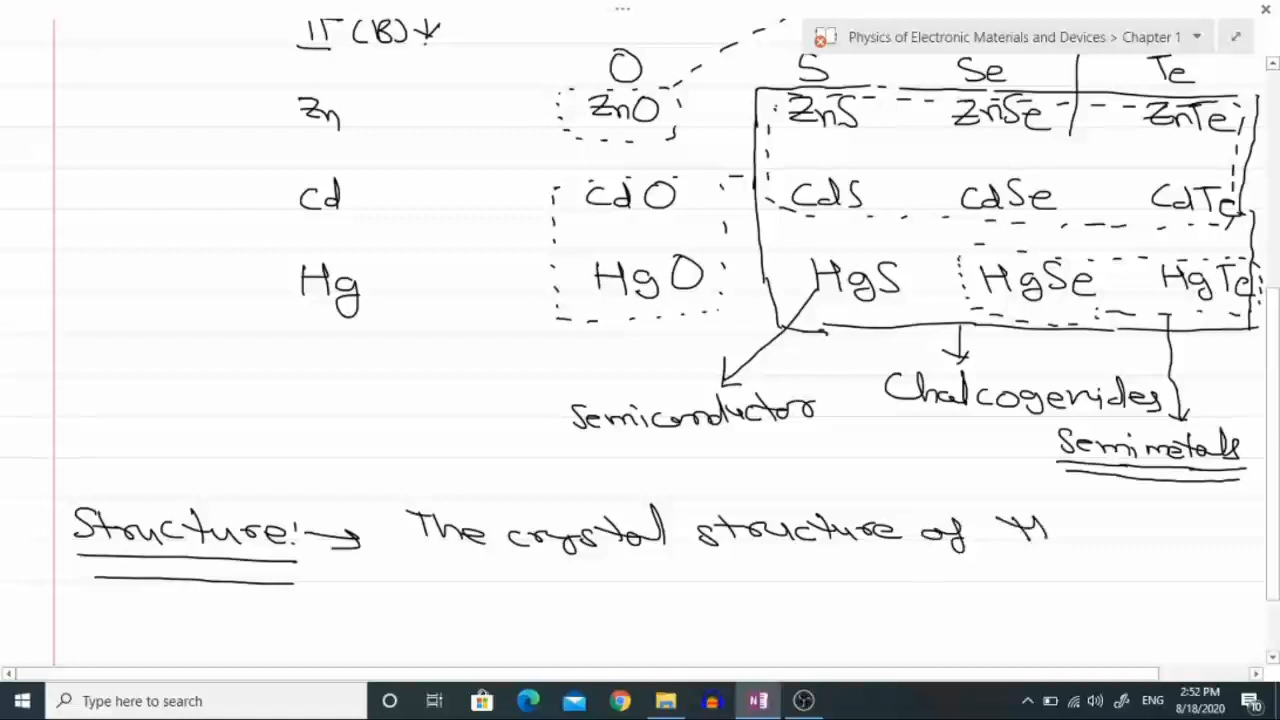 Physics of Electronic Materials and Devices > Chapter 1
II (B)
O S Se Te
Zn ZnO ZnS ZnSe ZnTe
Cd CdO CdS CdSe CdTe
Hg HgO HgS HgSe HgTe
Semiconductor
Chalcogenides
Semimetals
Structure:→ The crystal structure of
Type here to search
ENG
2:52 PM
8/18/2020
10